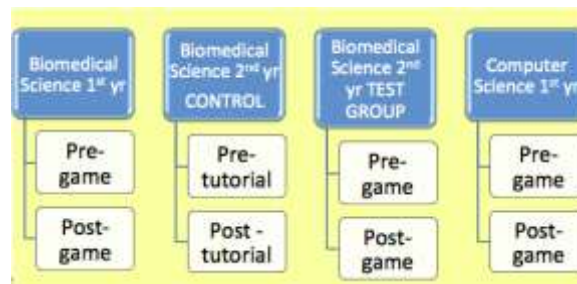 Biomedical
Science 1st yr
Pre-
game
Post-
game
Biomedical
Science 2nd yr
CONTROL
Pre-
tutorial
Post -
tutorial
Biomedical
Science 2nd
yr TEST
GROUP
Pre-
game
Post-
game
Computer
Science 1st yr
Pre-
game
Post-
game